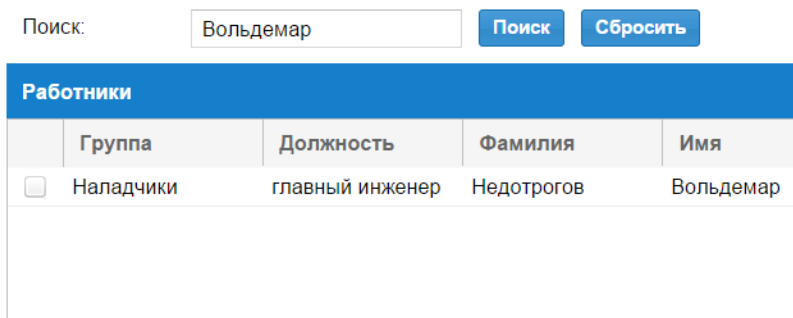 Поиск: Вольдемар Поиск Сбросить
Работники
Группа Должность Фамилия Имя
Наладчики главный инженер Недотрогов Вольдемар